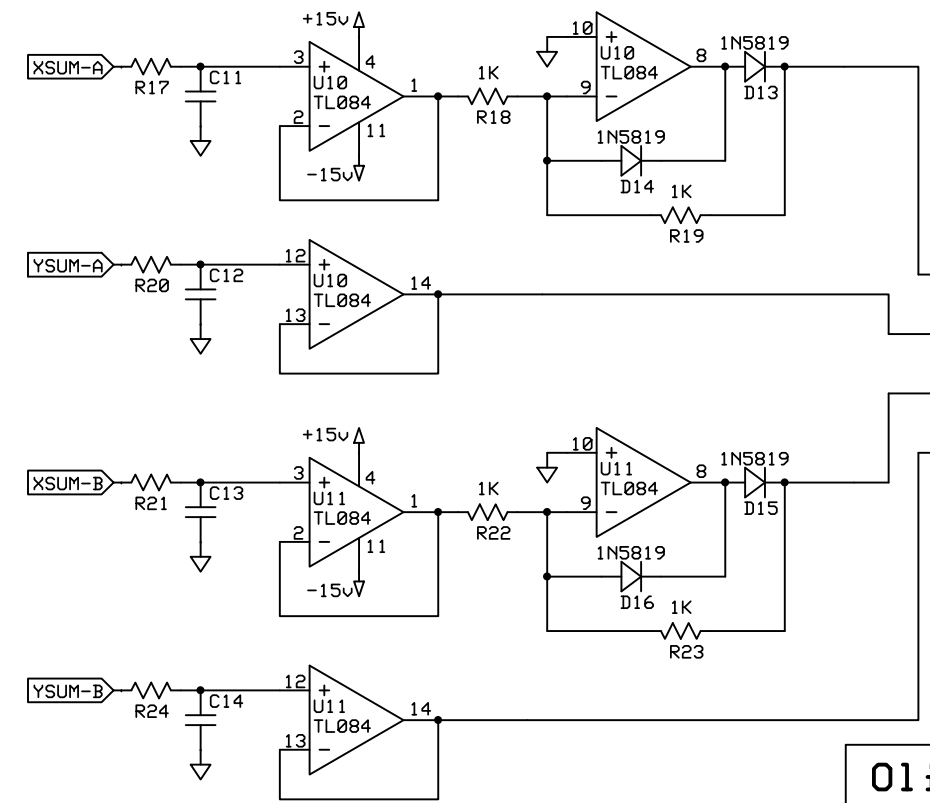 +15v
XSUM-A
R17
C11
3
+
U10
TL084
4
2
−
11
-15v
1
1K
R18
10
+
U10
TL084
9
−
8
1N5819
D13
1N5819
D14
1K
R19
YSUM-A
R20
C12
12
+
U10
TL084
13
−
14
+15v
XSUM-B
R21
C13
3
+
U11
TL084
4
2
−
11
-15v
1
1K
R22
10
+
U11
TL084
9
−
8
1N5819
D15
1N5819
D16
1K
R23
YSUM-B
R24
C14
12
+
U11
TL084
13
−
14